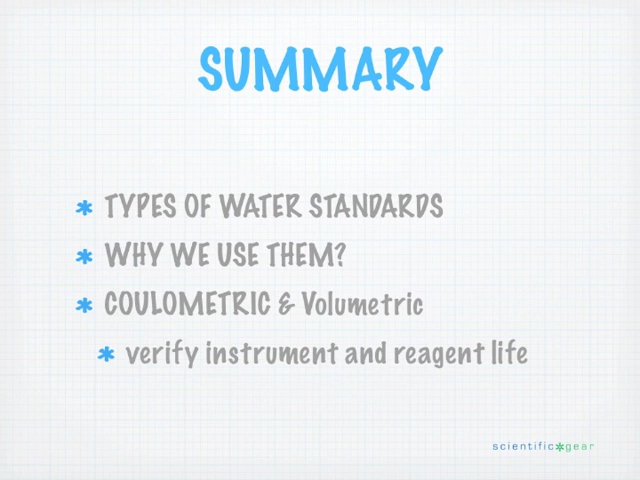 SUMMARY
TYPES OF WATER STANDARDS
WHY WE USE THEM?
COULOMETRIC & Volumetric
verify instrument and reagent life
scientific*gear